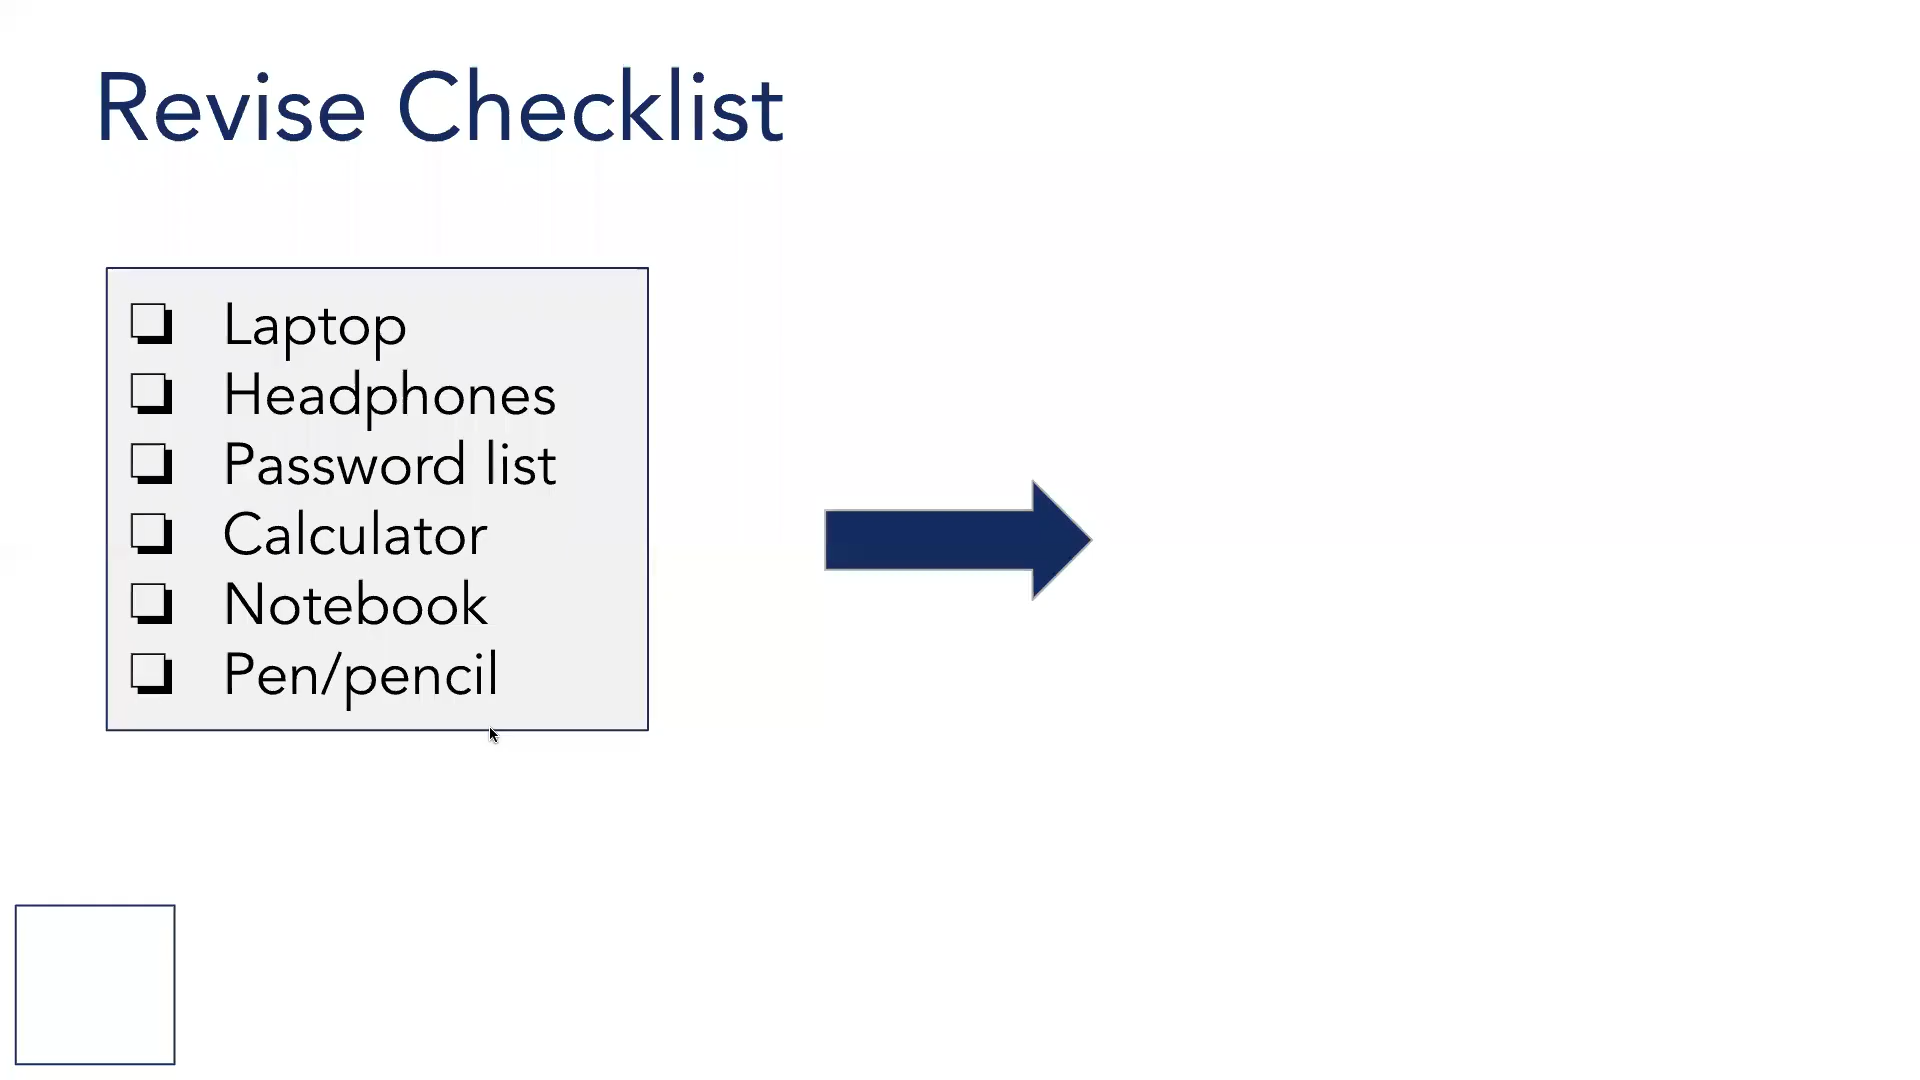 Revise Checklist
Laptop
Headphones
Password list
Calculator
Notebook
Pen/pencil